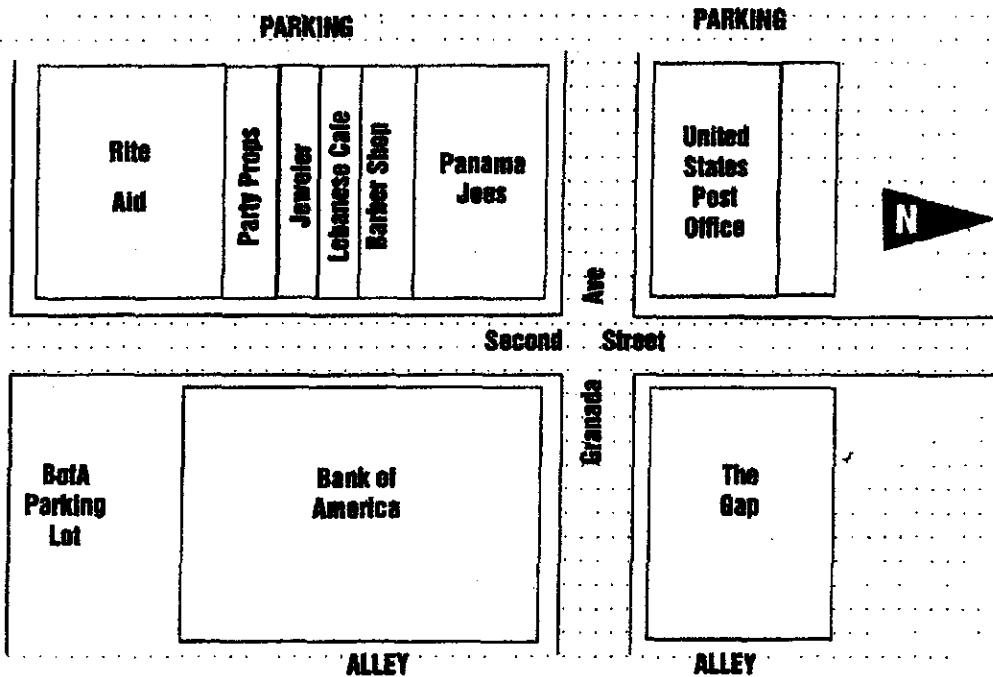 PARKING
PARKING
Rite
Aid
Party Props
Jeweler
Lebanese Cafe
Barber Shop
Panama
Joes
United
States
Post
Office
N
Second Street
Granada Ave
BofA
Parking
Lot
Bank of
America
The
Gap
ALLEY
ALLEY